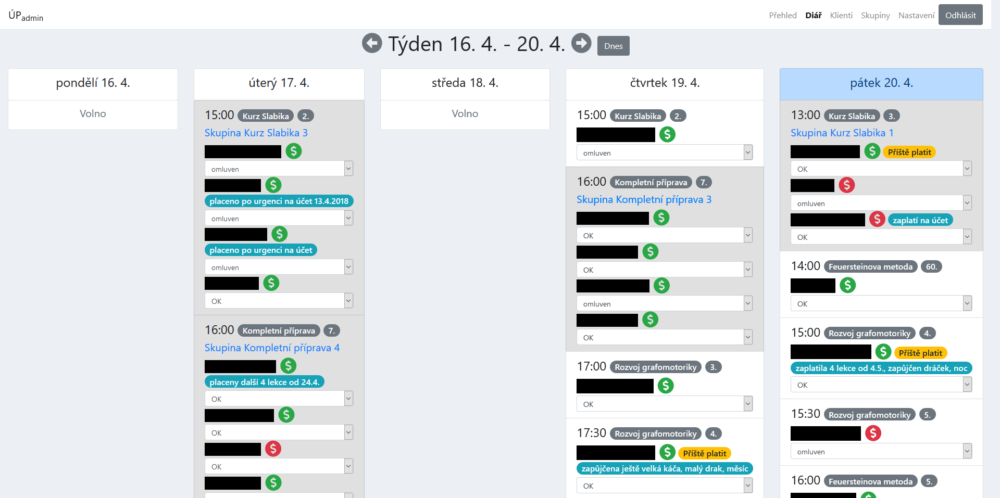 ÚPadmin
Přehled Diář Klienti Skupiny Nastavení Odhlásit
Týden 16. 4. - 20. 4. Dnes
pondělí 16. 4.
Volno
úterý 17. 4.
15:00 Kurz Slabika 2.
Skupina Kurz Slabika 3
omluven
placeno po urgenci na účet 13.4.2018
omluven
placeno po urgenci na účet
omluven
OK
16:00 Kompletní příprava 7.
Skupina Kompletní příprava 4
placeny další 4 lekce od 24.4.
OK
OK
OK
středa 18. 4.
Volno
čtvrtek 19. 4.
15:00 Kurz Slabika 2.
omluven
16:00 Kompletní příprava 7.
Skupina Kompletní příprava 3
OK
OK
omluven
OK
17:00 Rozvoj grafomotoriky 3.
OK
17:30 Rozvoj grafomotoriky 4.
Příště platit
zapůjčena ještě velká káča, malý drak, měsíc
OK
pátek 20. 4.
13:00 Kurz Slabika 3.
Skupina Kurz Slabika 1
Příště platit
OK
omluven
zaplatí na účet
OK
14:00 Feuersteinova metoda 60.
OK
15:00 Rozvoj grafomotoriky 4.
Příště platit
zaplatila 4 lekce od 4.5., zapůjčen dráček, noc
OK
15:30 Rozvoj grafomotoriky 5.
omluven
16:00 Feuersteinova metoda 5.